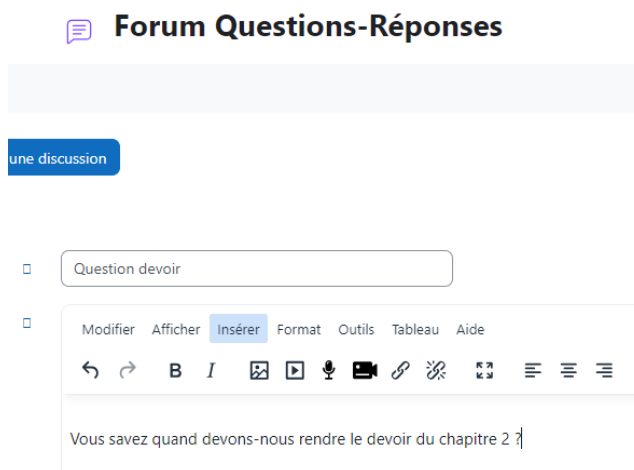 Forum Questions-Réponses
une discussion
Question devoir
Modifier Afficher Insérer Format Outils Tableau Aide
B I
Vous savez quand devons-nous rendre le devoir du chapitre 2 ?